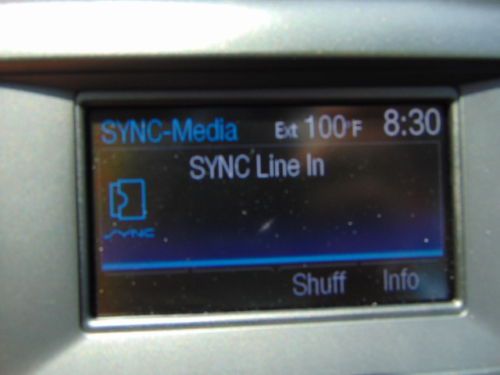 SYNC-Media Ext 100°F 8:30
SYNC Line In
SYNC
Shuff Info